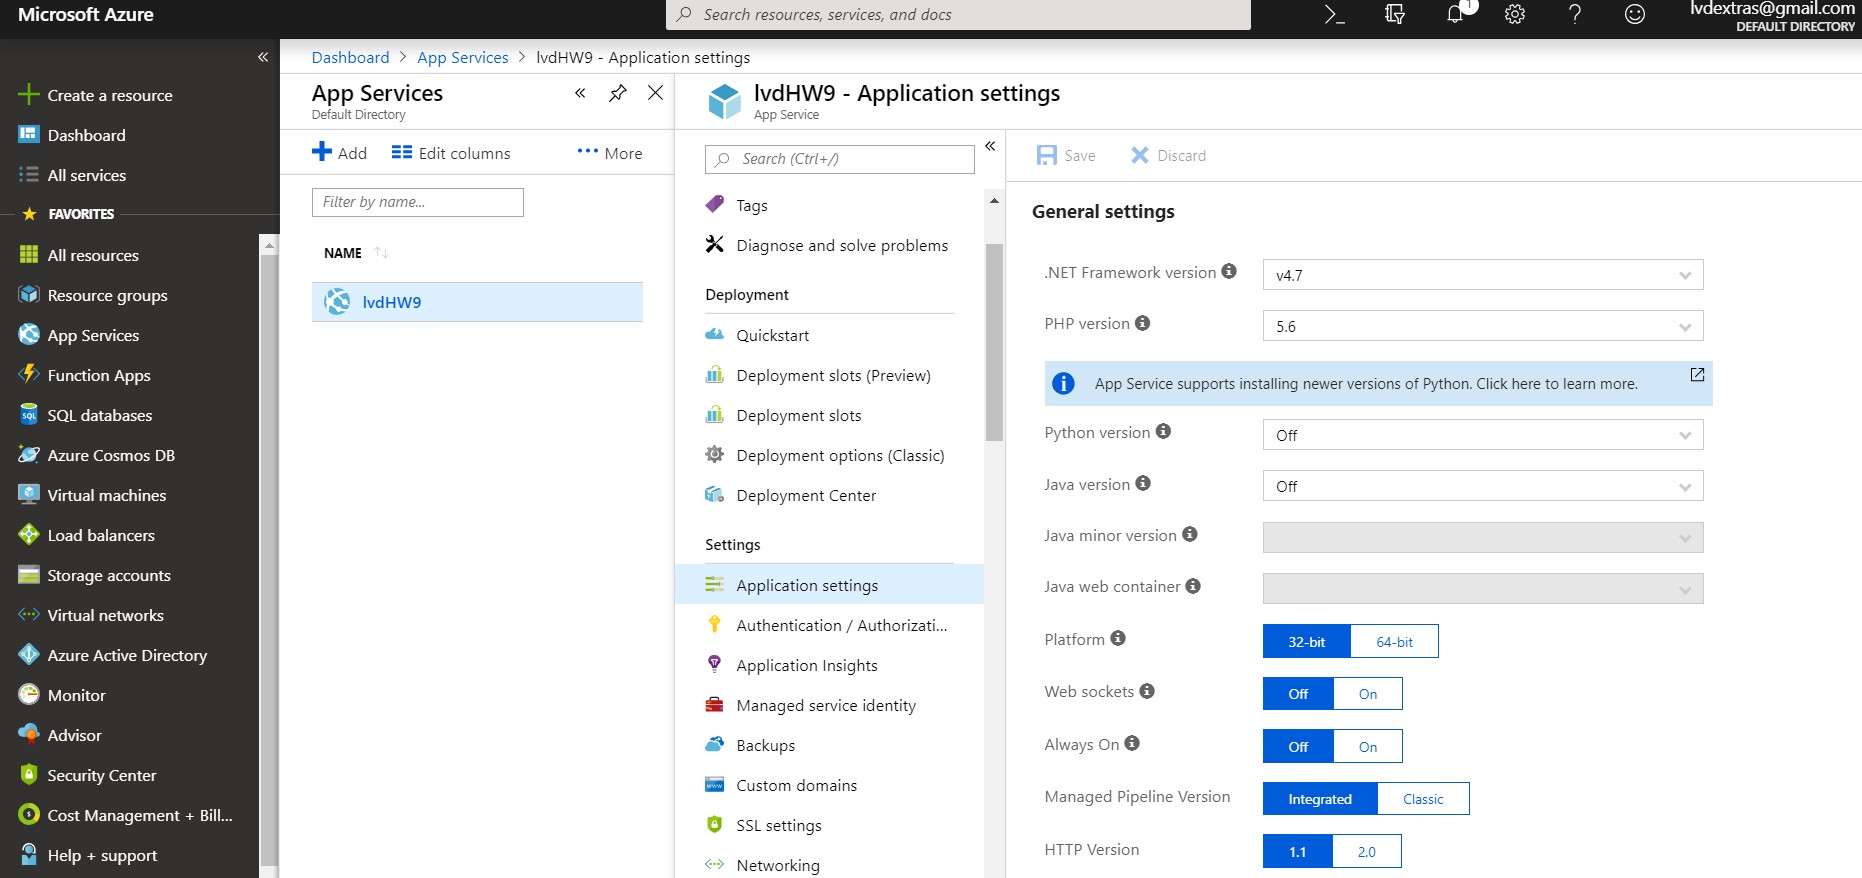 Microsoft Azure
Search resources, services, and docs
1
lvdextras@gmail.com
DEFAULT DIRECTORY
Create a resource
Dashboard
All services
FAVORITES
All resources
Resource groups
App Services
Function Apps
SQL databases
Azure Cosmos DB
Virtual machines
Load balancers
Storage accounts
Virtual networks
Azure Active Directory
Monitor
Advisor
Security Center
Cost Management + Bill...
Help + support
Dashboard > App Services > lvdHW9 - Application settings
App Services
Default Directory
Add
Edit columns
More
Filter by name...
NAME
lvdHW9
lvdHW9 - Application settings
App Service
Search (Ctrl+/)
Tags
Diagnose and solve problems
Deployment
Quickstart
Deployment slots (Preview)
Deployment slots
Deployment options (Classic)
Deployment Center
Settings
Application settings
Authentication / Authorizati...
Application Insights
Managed service identity
Backups
Custom domains
SSL settings
Networking
Save
Discard
General settings
.NET Framework version v4.7
PHP version 5.6
App Service supports installing newer versions of Python. Click here to learn more.
Python version Off
Java version Off
Java minor version
Java web container
Platform 32-bit 64-bit
Web sockets Off On
Always On Off On
Managed Pipeline Version Integrated Classic
HTTP Version 1.1 2.0